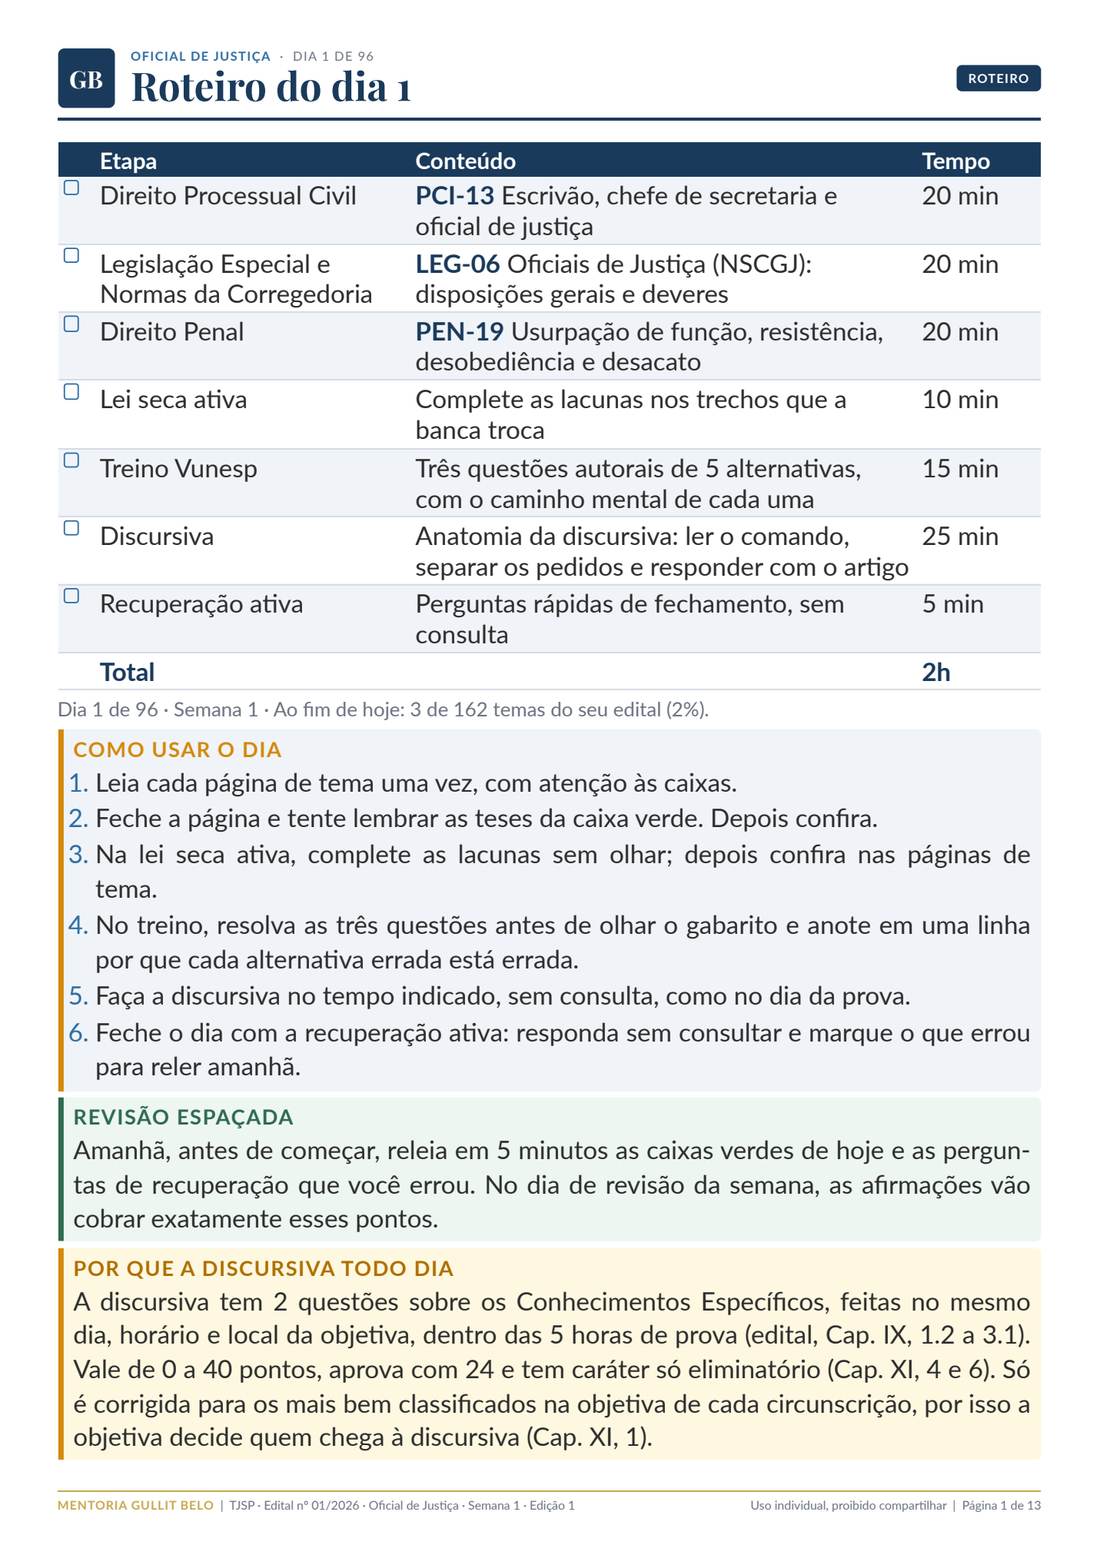 GB
OFICIAL DE JUSTIÇA · DIA 1 DE 96
Roteiro do dia 1
ROTEIRO
Etapa Conteúdo Tempo
Direito Processual Civil PCI-13 Escrivão, chefe de secretaria e 20 min
oficial de justiça
Legislação Especial e LEG-06 Oficiais de Justiça (NSCGJ): 20 min
Normas da Corregedoria disposições gerais e deveres
Direito Penal PEN-19 Usurpação de função, resistência, 20 min
desobediência e desacato
Lei seca ativa Complete as lacunas nos trechos que a 10 min
banca troca
Treino Vunesp Três questões autorais de 5 alternativas, 15 min
com o caminho mental de cada uma
Discursiva Anatomia da discursiva: ler o comando, 25 min
separar os pedidos e responder com o artigo
Recuperação ativa Perguntas rápidas de fechamento, sem 5 min
consulta
Total 2h
Dia 1 de 96 · Semana 1 · Ao fim de hoje: 3 de 162 temas do seu edital (2%).
COMO USAR O DIA
1. Leia cada página de tema uma vez, com atenção às caixas.
2. Feche a página e tente lembrar as teses da caixa verde. Depois confira.
3. Na lei seca ativa, complete as lacunas sem olhar; depois confira nas páginas de
tema.
4. No treino, resolva as três questões antes de olhar o gabarito e anote em uma linha
por que cada alternativa errada está errada.
5. Faça a discursiva no tempo indicado, sem consulta, como no dia da prova.
6. Feche o dia com a recuperação ativa: responda sem consultar e marque o que errou
para reler amanhã.
REVISÃO ESPAÇADA
Amanhã, antes de começar, releia em 5 minutos as caixas verdes de hoje e as pergun-
tas de recuperação que você errou. No dia de revisão da semana, as afirmações vão
cobrar exatamente esses pontos.
POR QUE A DISCURSIVA TODO DIA
A discursiva tem 2 questões sobre os Conhecimentos Específicos, feitas no mesmo
dia, horário e local da objetiva, dentro das 5 horas de prova (edital, Cap. IX, 1.2 a 3.1).
Vale de 0 a 40 pontos, aprova com 24 e tem caráter só eliminatório (Cap. XI, 4 e 6). Só
é corrigida para os mais bem classificados na objetiva de cada circunscrição, por isso a
objetiva decide quem chega à discursiva (Cap. XI, 1).
MENTORIA GULLIT BELO | TJSP · Edital nº 01/2026 · Oficial de Justiça · Semana 1 · Edição 1
Uso individual, proibido compartilhar | Página 1 de 13